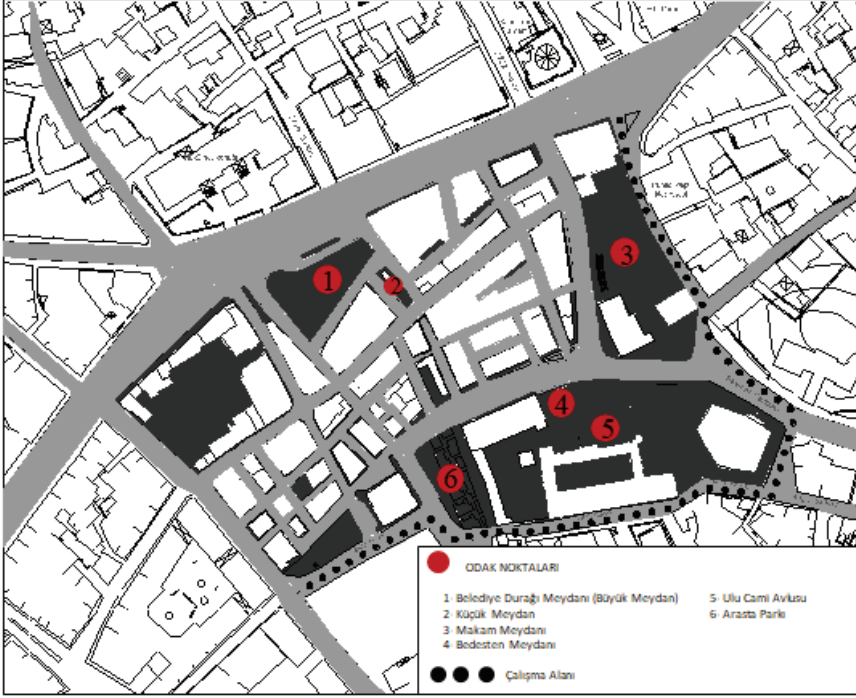 1
2
3
4
5
6
ODAK NOKTALARI
1- Belediye Durağı Meydanı (Büyük Meydan)
2- Küçük Meydan
3- Makam Meydanı
4- Bedesten Meydanı
5- Ulu Cami Avlusu
6- Arasta Parkı
Çalışma Alanı